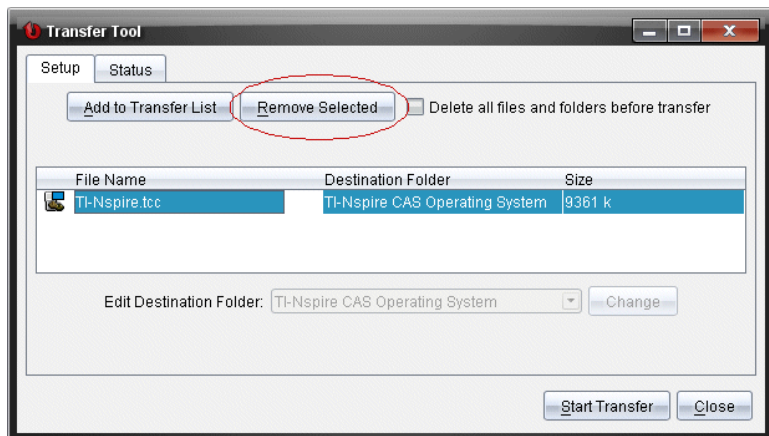 Transfer Tool
Setup Status
Add to Transfer List Remove Selected Delete all files and folders before transfer
File Name Destination Folder Size
TI-Nspire.tcc TI-Nspire CAS Operating System 9361 k
Edit Destination Folder: TI-Nspire CAS Operating System Change
Start Transfer Close